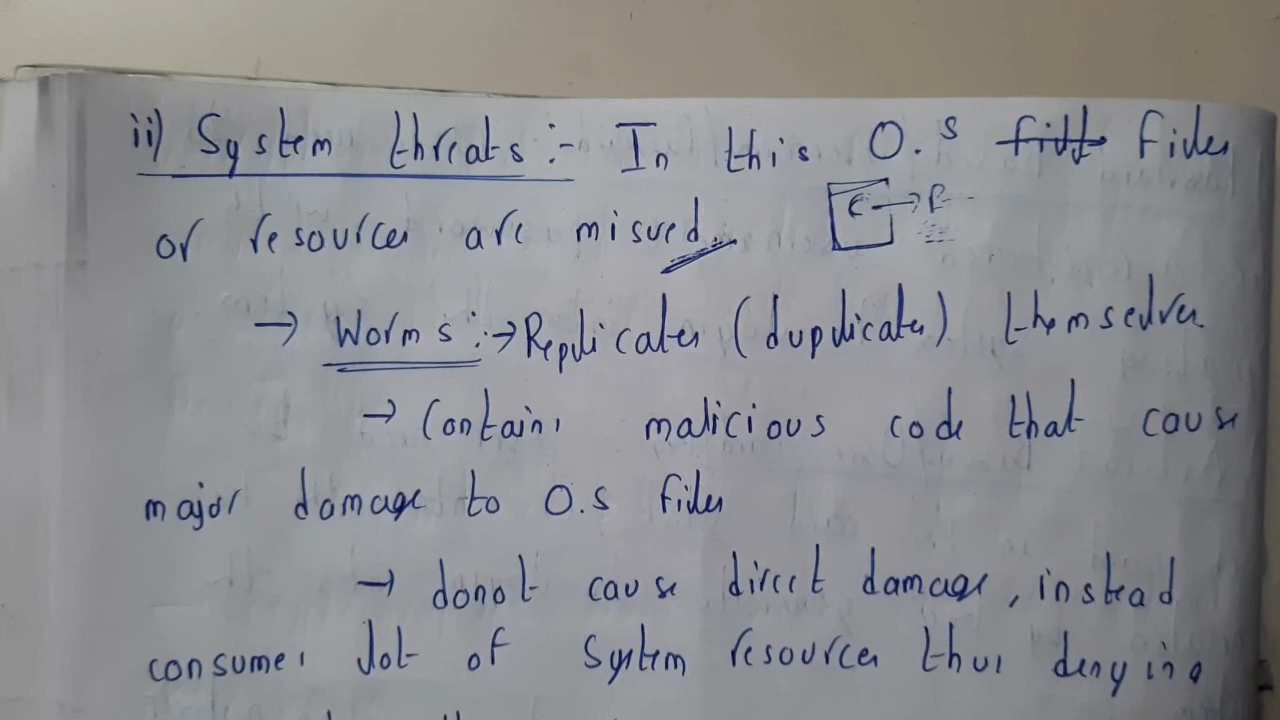 ii) System threats :- In this O.S files
or resources are misused.
→ Worms :→ Replicates (duplicates) themselves
→ Contains malicious code that cause
major damage to O.S files
→ donot cause direct damage, instead
consumes lot of system resources thus denying